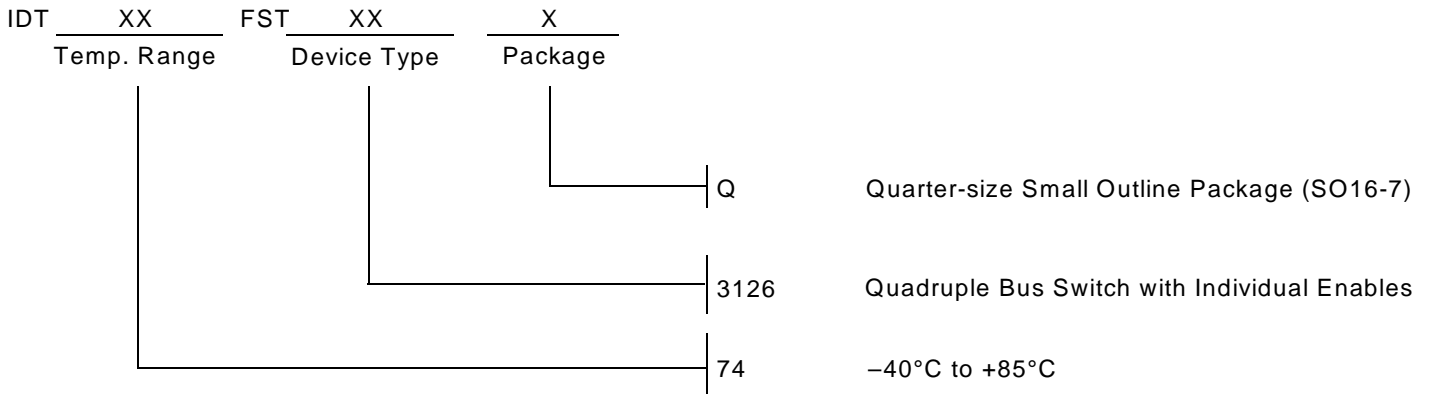 IDT XX FST XX X
Temp. Range Device Type Package
Q Quarter-size Small Outline Package (SO16-7)
3126 Quadruple Bus Switch with Individual Enables
74 –40°C to +85°C